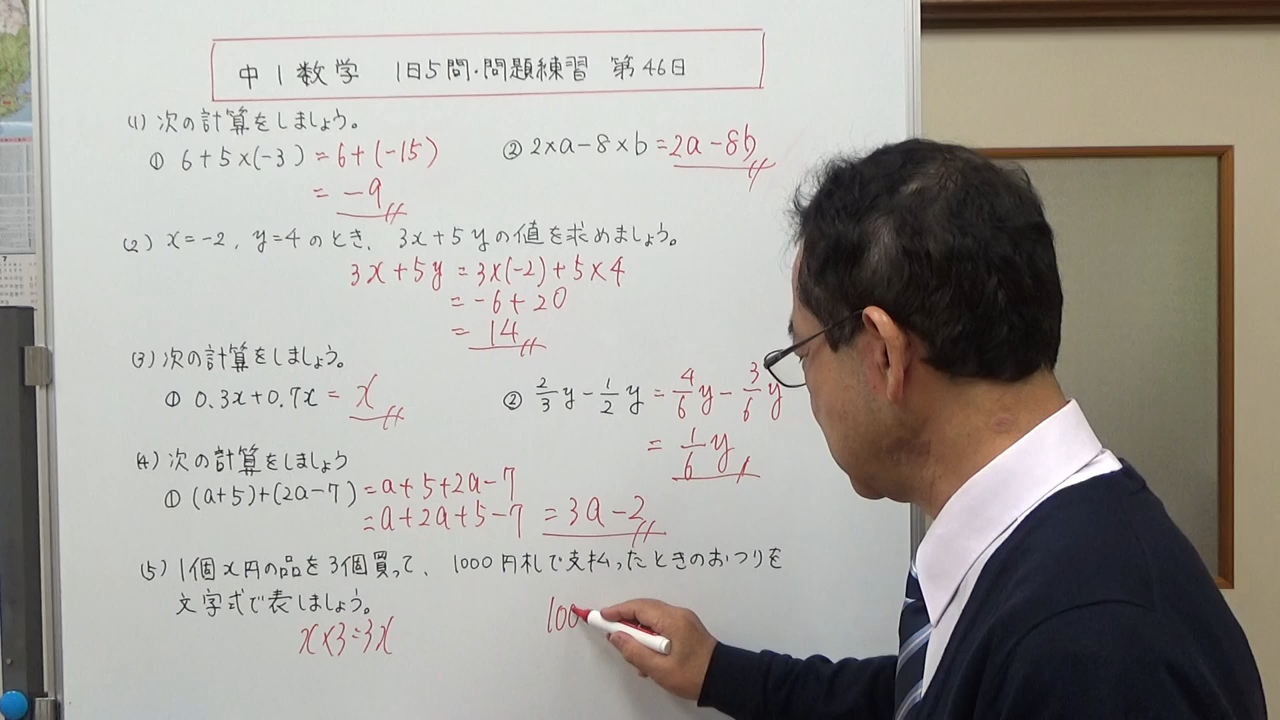 中1数学 1日5問・問題練習 第46日
(1) 次の計算をしましょう。
① 6+5×(-3) = 6+(-15)
= -9
② 2×a-8×b = 2a-8b
(2) x=-2, y=4のとき、3x+5yの値を求めましょう。
3x+5y = 3×(-2)+5×4
= -6+20
= 14
(3) 次の計算をしましょう。
① 0.3x+0.7x = x
② 2/3 y - 1/2 y = 4/6 y - 3/6 y
= 1/6 y
(4) 次の計算をしましょう
① (a+5)+(2a-7) = a+5+2a-7
= a+2a+5-7 = 3a-2
(5) 1個x円の品を3個買って、1000円札で支払ったときのおつりを
文字式で表しましょう。
x×3=3x
100